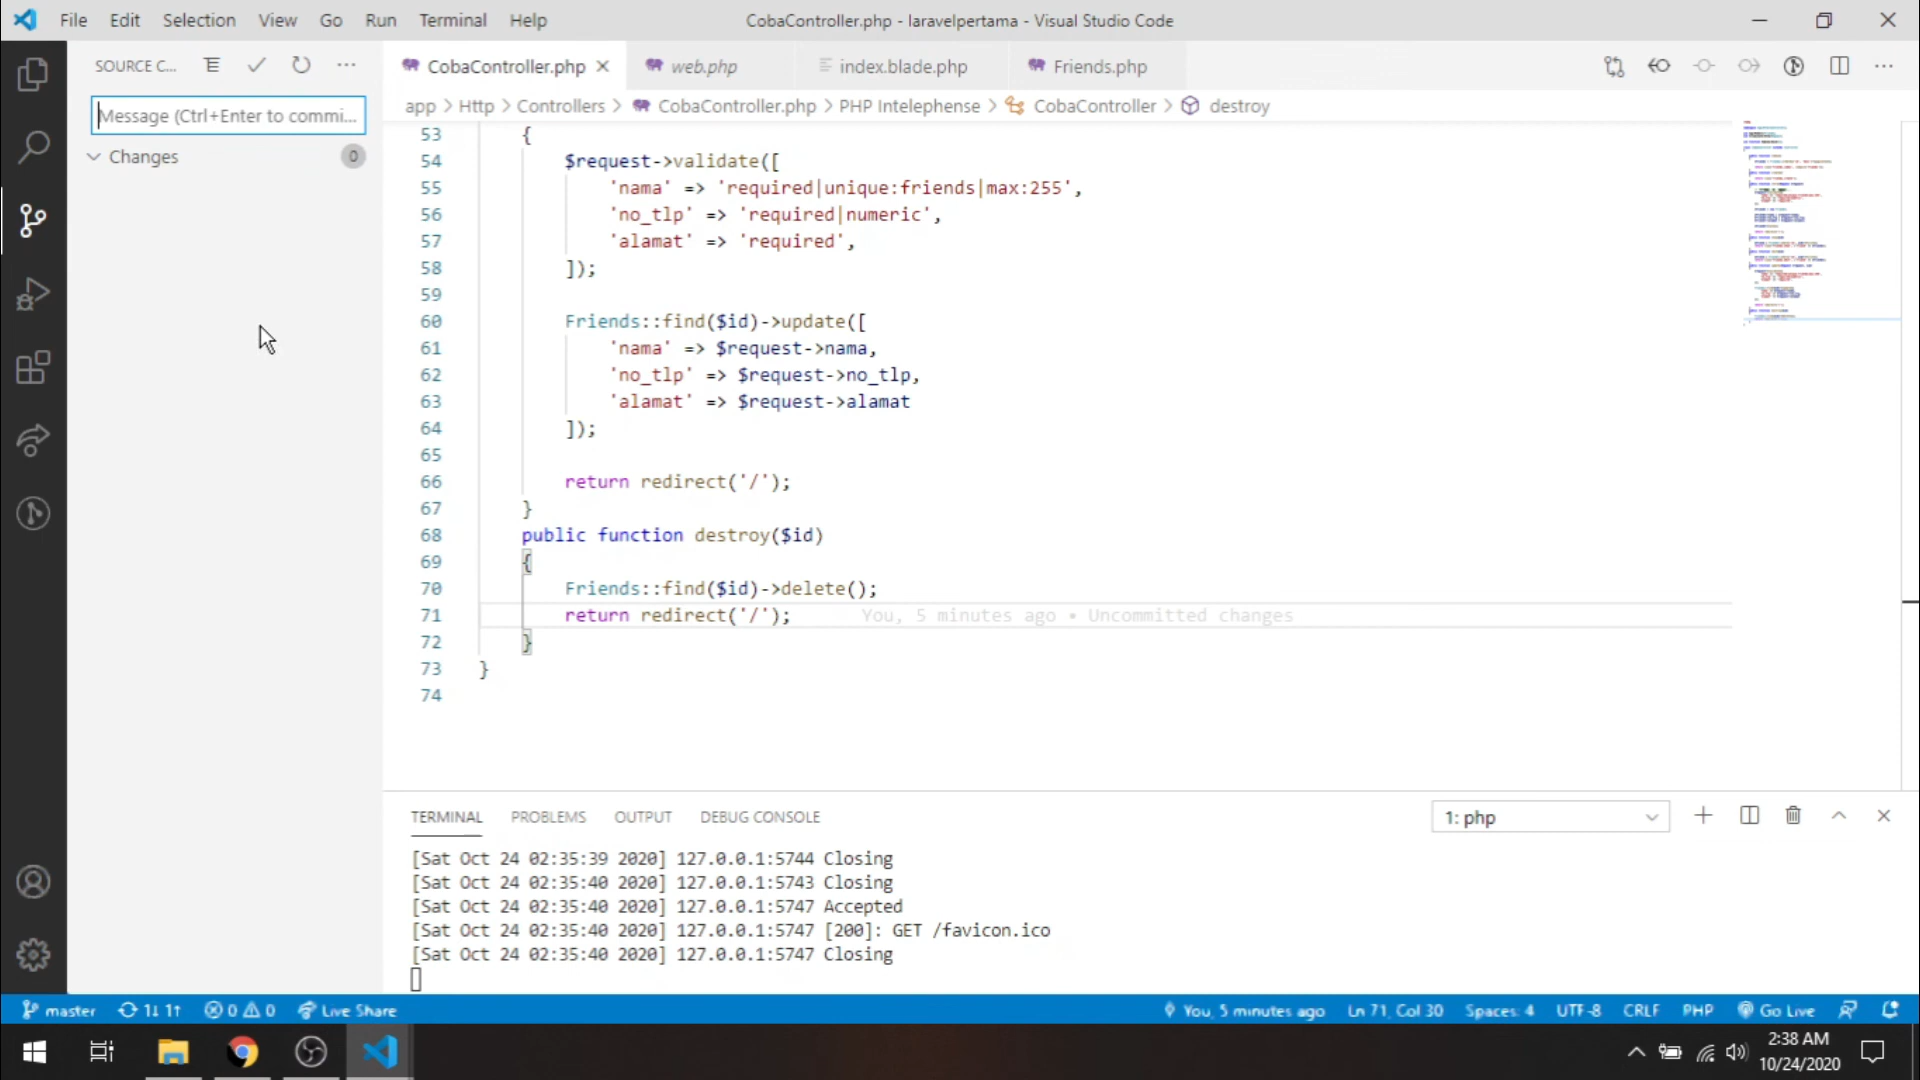 File Edit Selection View Go Run Terminal Help
CobaController.php - laravelpertama - Visual Studio Code
SOURCE C...
Message (Ctrl+Enter to commi...
Changes 0
CobaController.php web.php index.blade.php Friends.php
app > Http > Controllers > CobaController.php > PHP Intelephense > CobaController > destroy
53 {
54 $request->validate([
55 'nama' => 'required|unique:friends|max:255',
56 'no_tlp' => 'required|numeric',
57 'alamat' => 'required',
58 ]);
59
60 Friends::find($id)->update([
61 'nama' => $request->nama,
62 'no_tlp' => $request->no_tlp,
63 'alamat' => $request->alamat
64 ]);
65
66 return redirect('/');
67 }
68 public function destroy($id)
69 {
70 Friends::find($id)->delete();
71 return redirect('/'); You, 5 minutes ago • Uncommitted changes
72 }
73 }
74
TERMINAL PROBLEMS OUTPUT DEBUG CONSOLE 1: php
[Sat Oct 24 02:35:39 2020] 127.0.0.1:5744 Closing
[Sat Oct 24 02:35:40 2020] 127.0.0.1:5743 Closing
[Sat Oct 24 02:35:40 2020] 127.0.0.1:5747 Accepted
[Sat Oct 24 02:35:40 2020] 127.0.0.1:5747 [200]: GET /favicon.ico
[Sat Oct 24 02:35:40 2020] 127.0.0.1:5747 Closing
master 1↓ 1↑ 0 0 Live Share You, 5 minutes ago Ln 71, Col 30 Spaces: 4 UTF-8 CRLF PHP Go Live
2:38 AM
10/24/2020